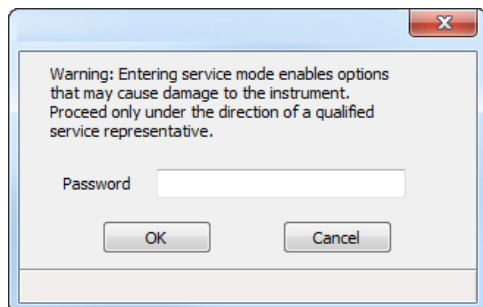 Warning: Entering service mode enables options
that may cause damage to the instrument.
Proceed only under the direction of a qualified
service representative.
Password
OK
Cancel